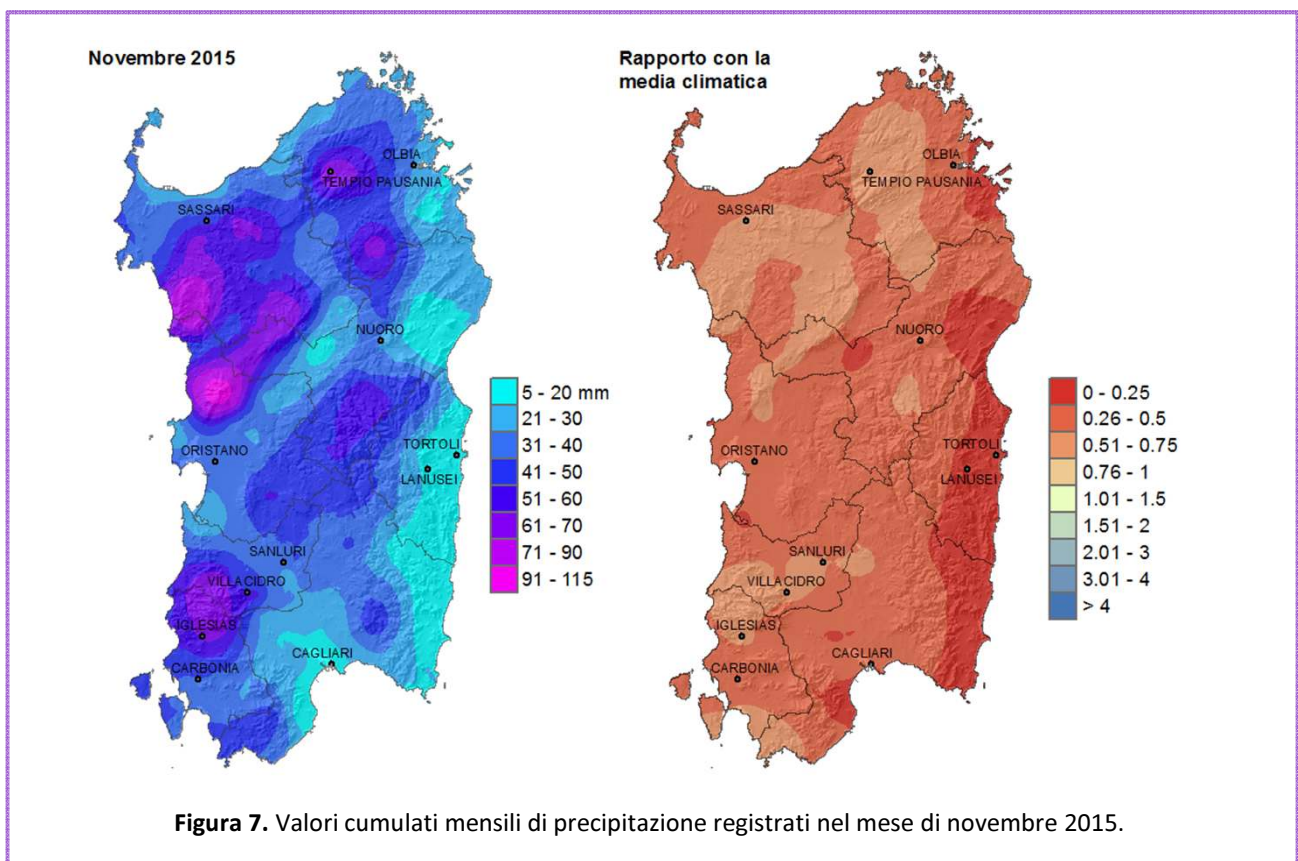 Novembre 2015
OLBIA
TEMPIO PAUSANIA
SASSARI
NUORO
ORISTANO
TORTOLI
LANUSEI
SANLURI
VILLACIDRO
IGLESIAS
CARBONIA
CAGLIARI
5 - 20 mm
21 - 30
31 - 40
41 - 50
51 - 60
61 - 70
71 - 90
91 - 115
Rapporto con la
media climatica
OLBIA
TEMPIO PAUSANIA
SASSARI
NUORO
ORISTANO
TORTOLI
LANUSEI
SANLURI
VILLACIDRO
IGLESIAS
CARBONIA
CAGLIARI
0 - 0.25
0.26 - 0.5
0.51 - 0.75
0.76 - 1
1.01 - 1.5
1.51 - 2
2.01 - 3
3.01 - 4
> 4
Figura 7. Valori cumulati mensili di precipitazione registrati nel mese di novembre 2015.